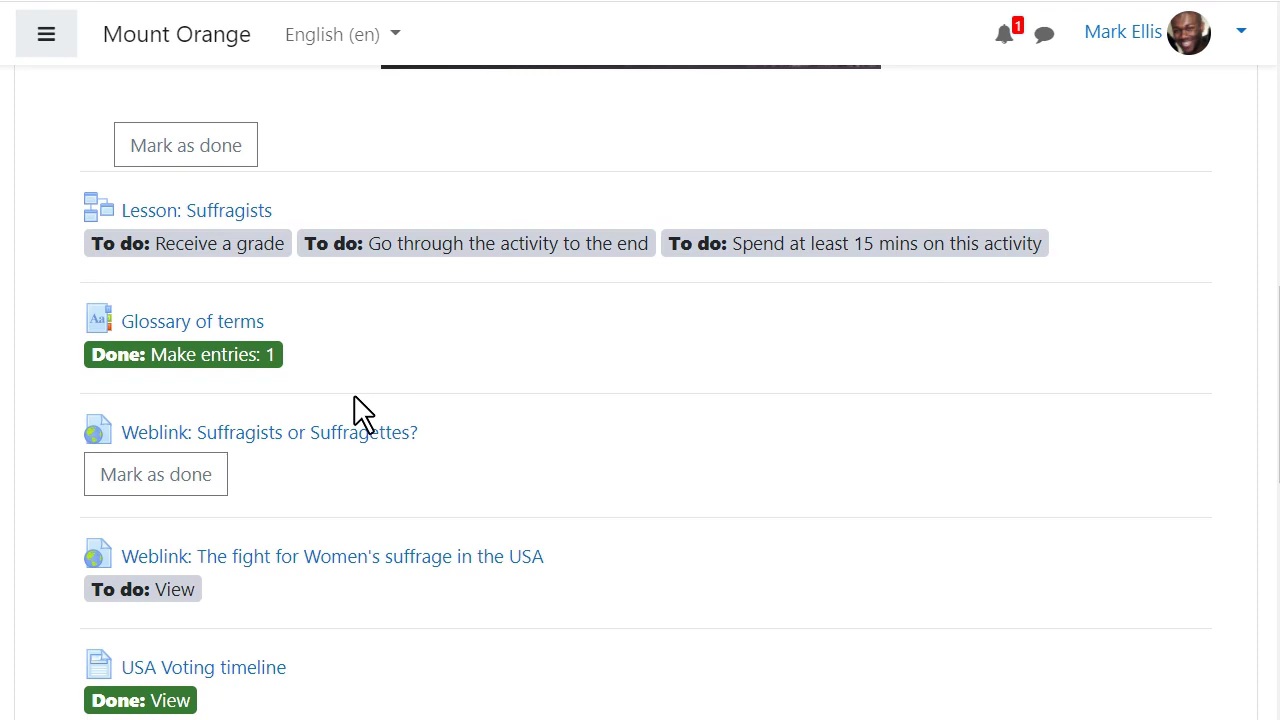 Mount Orange English (en) 1 Mark Ellis
Mark as done
Lesson: Suffragists
To do: Receive a grade To do: Go through the activity to the end To do: Spend at least 15 mins on this activity
Aa Glossary of terms
Done: Make entries: 1
Weblink: Suffragists or Suffragettes?
Mark as done
Weblink: The fight for Women's suffrage in the USA
To do: View
USA Voting timeline
Done: View